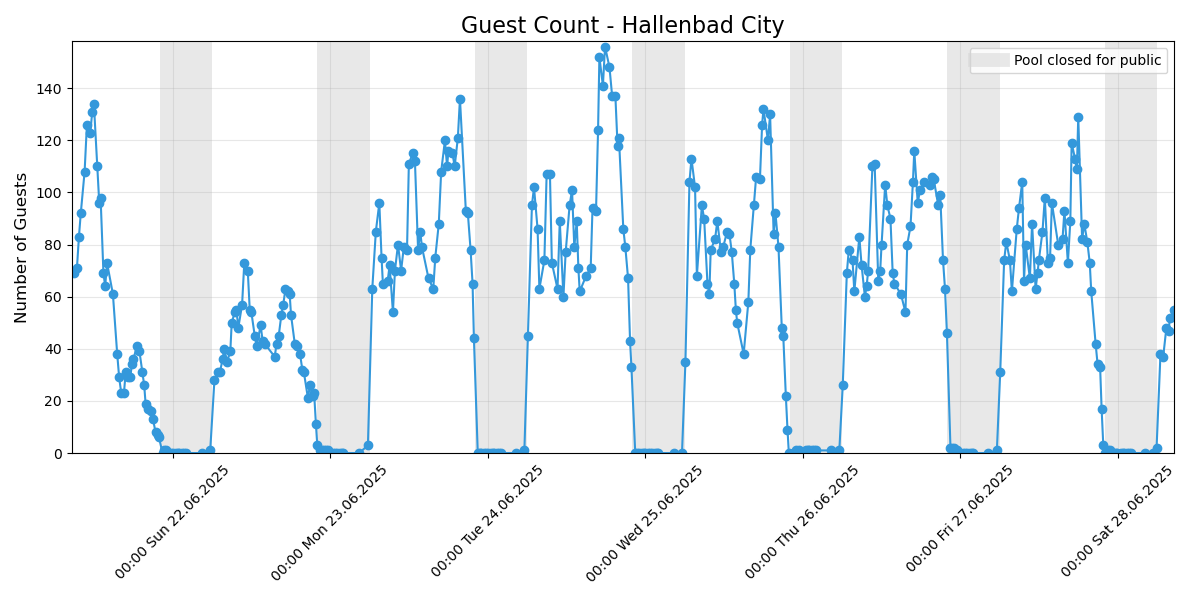 Guest Count - Hallenbad City
Pool closed for public
Number of Guests
140
120
100
80
60
40
20
0
00:00 Sun 22.06.2025
00:00 Mon 23.06.2025
00:00 Tue 24.06.2025
00:00 Wed 25.06.2025
00:00 Thu 26.06.2025
00:00 Fri 27.06.2025
00:00 Sat 28.06.2025